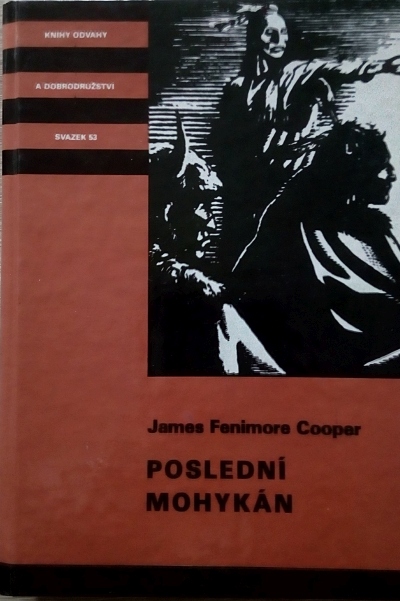 KNIHY ODVAHY
A DOBRODRUŽSTVÍ
SVAZEK 53
James Fenimore Cooper
POSLEDNÍ
MOHYKÁN